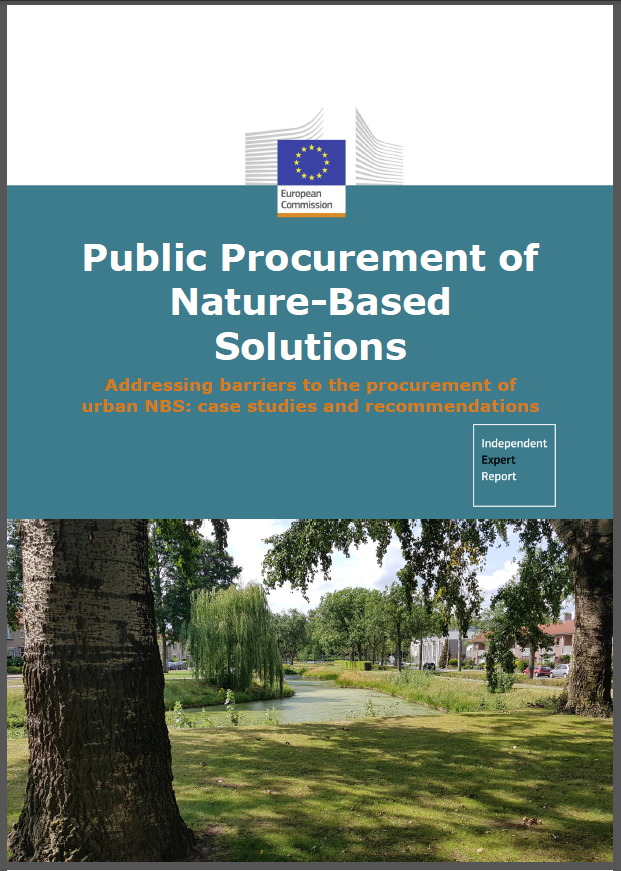 European
Commission
Public Procurement of
Nature-Based
Solutions
Addressing barriers to the procurement of
urban NBS: case studies and recommendations
Independent
Expert
Report